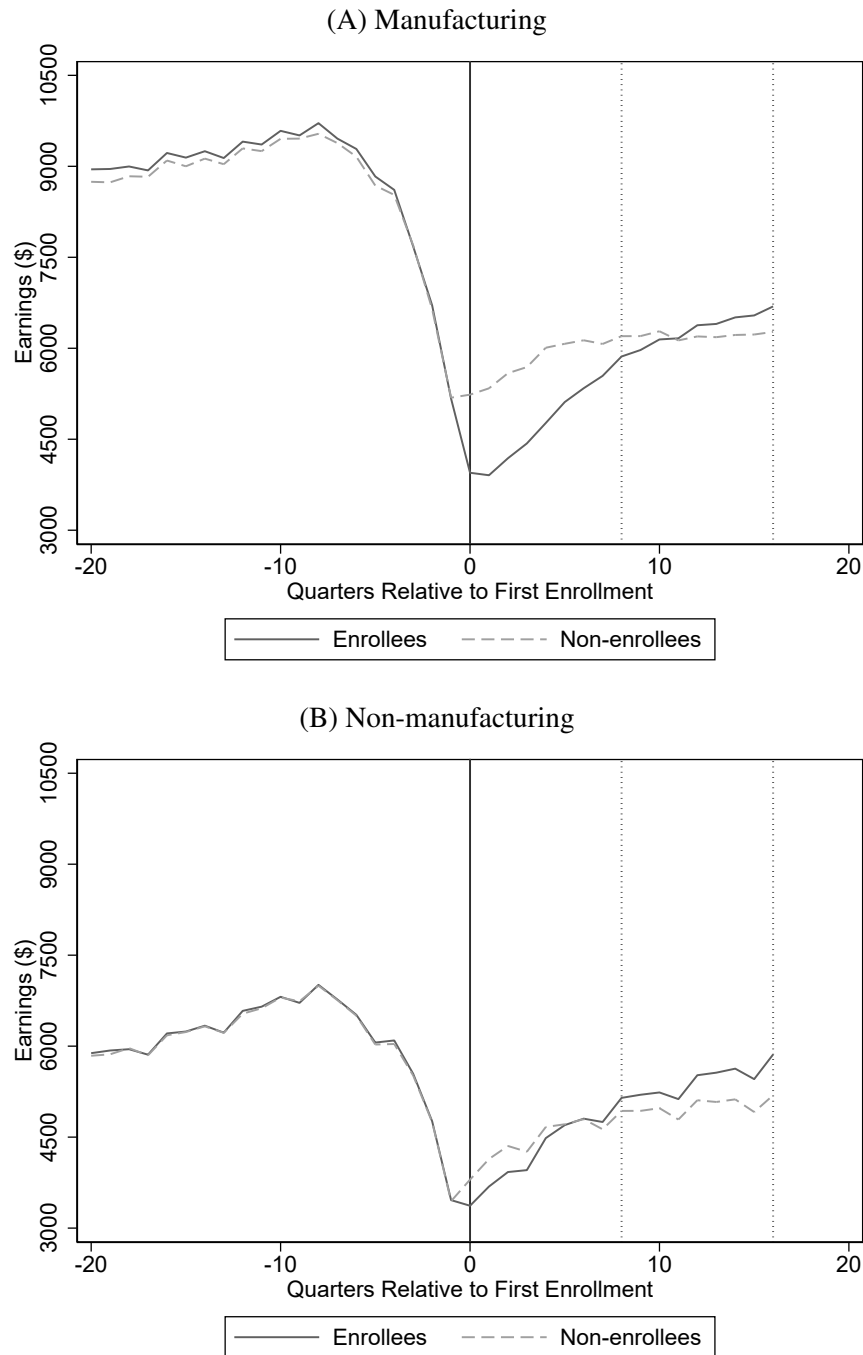 (A) Manufacturing
Earnings ($)
10500
9000
7500
6000
4500
3000
-20 -10 0 10 20
Quarters Relative to First Enrollment
Enrollees Non-enrollees
(B) Non-manufacturing
Earnings ($)
10500
9000
7500
6000
4500
3000
-20 -10 0 10 20
Quarters Relative to First Enrollment
Enrollees Non-enrollees